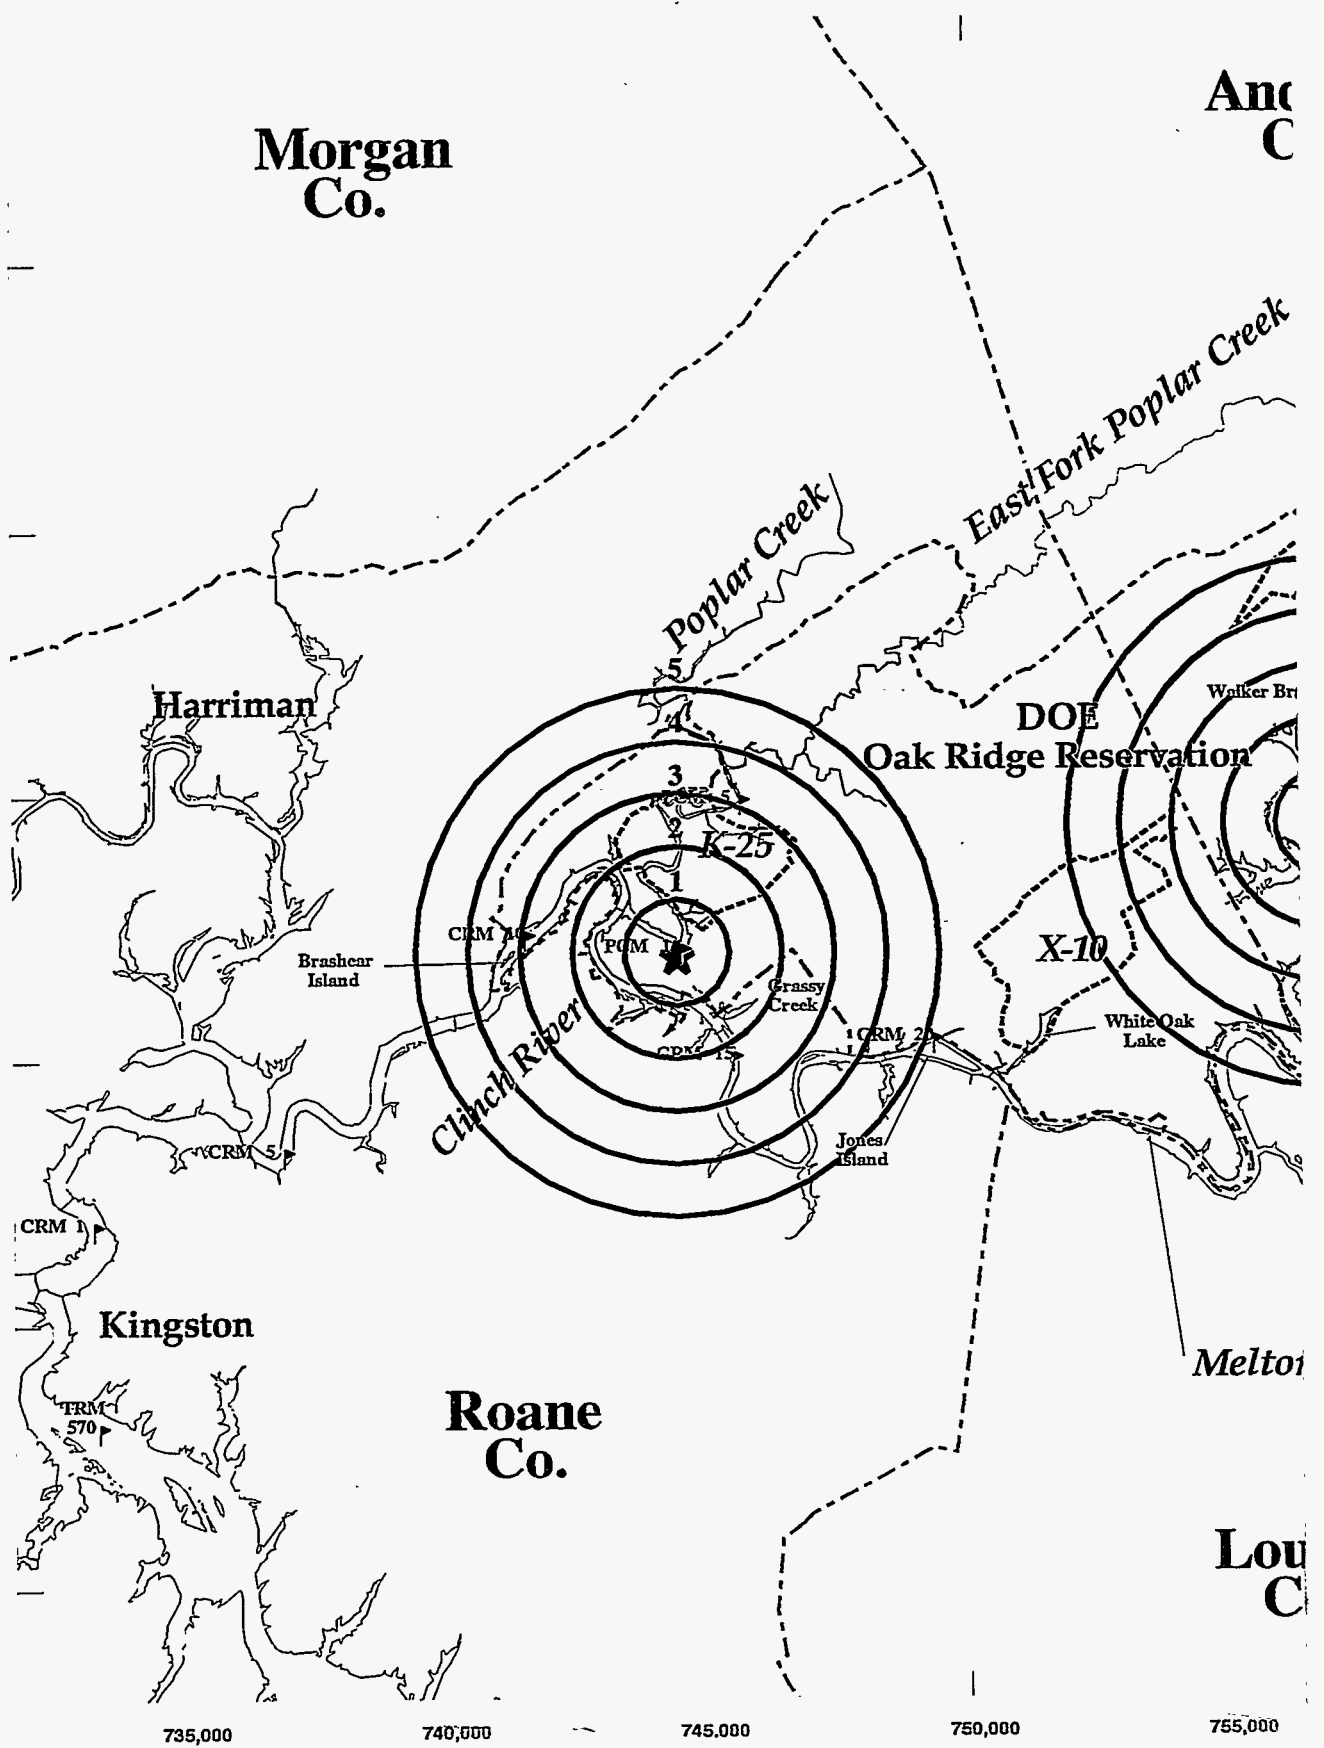 Morgan
Co.
East Fork Poplar Creek
Poplar Creek
5
Harriman
4
Walker
DOE
Oak Ridge Reservation
3
2
K-25
1
CRM
PCM
Brashear
Island
X-10
Grassy
Creek
White Oak
Lake
CRM
CRM 15
Clinch River
Jones
Island
CRM 5
CRM 1
Kingston
TRM
570
Roane
Co.
735,000
740,000
745,000
750,000
755,000